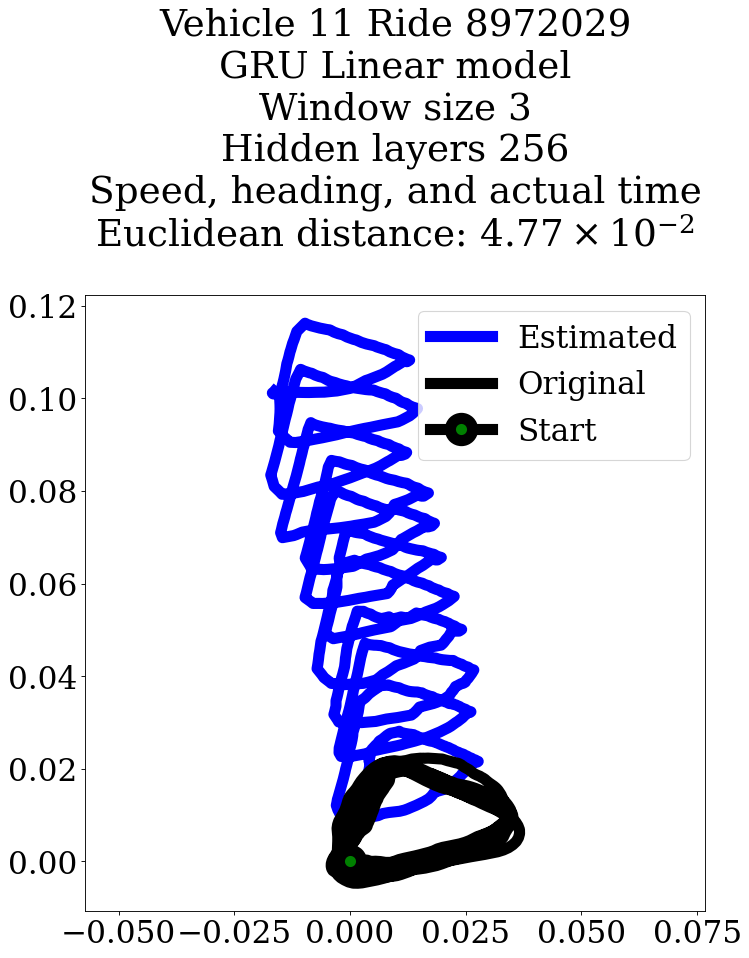 Vehicle 11 Ride 8972029
GRU Linear model
Window size 3
Hidden layers 256
Speed, heading, and actual time
Euclidean distance: 4.77 × 10⁻²
0.12
0.10
0.08
0.06
0.04
0.02
0.00
Estimated
Original
Start
−0.050 −0.025 0.000 0.025 0.050 0.075